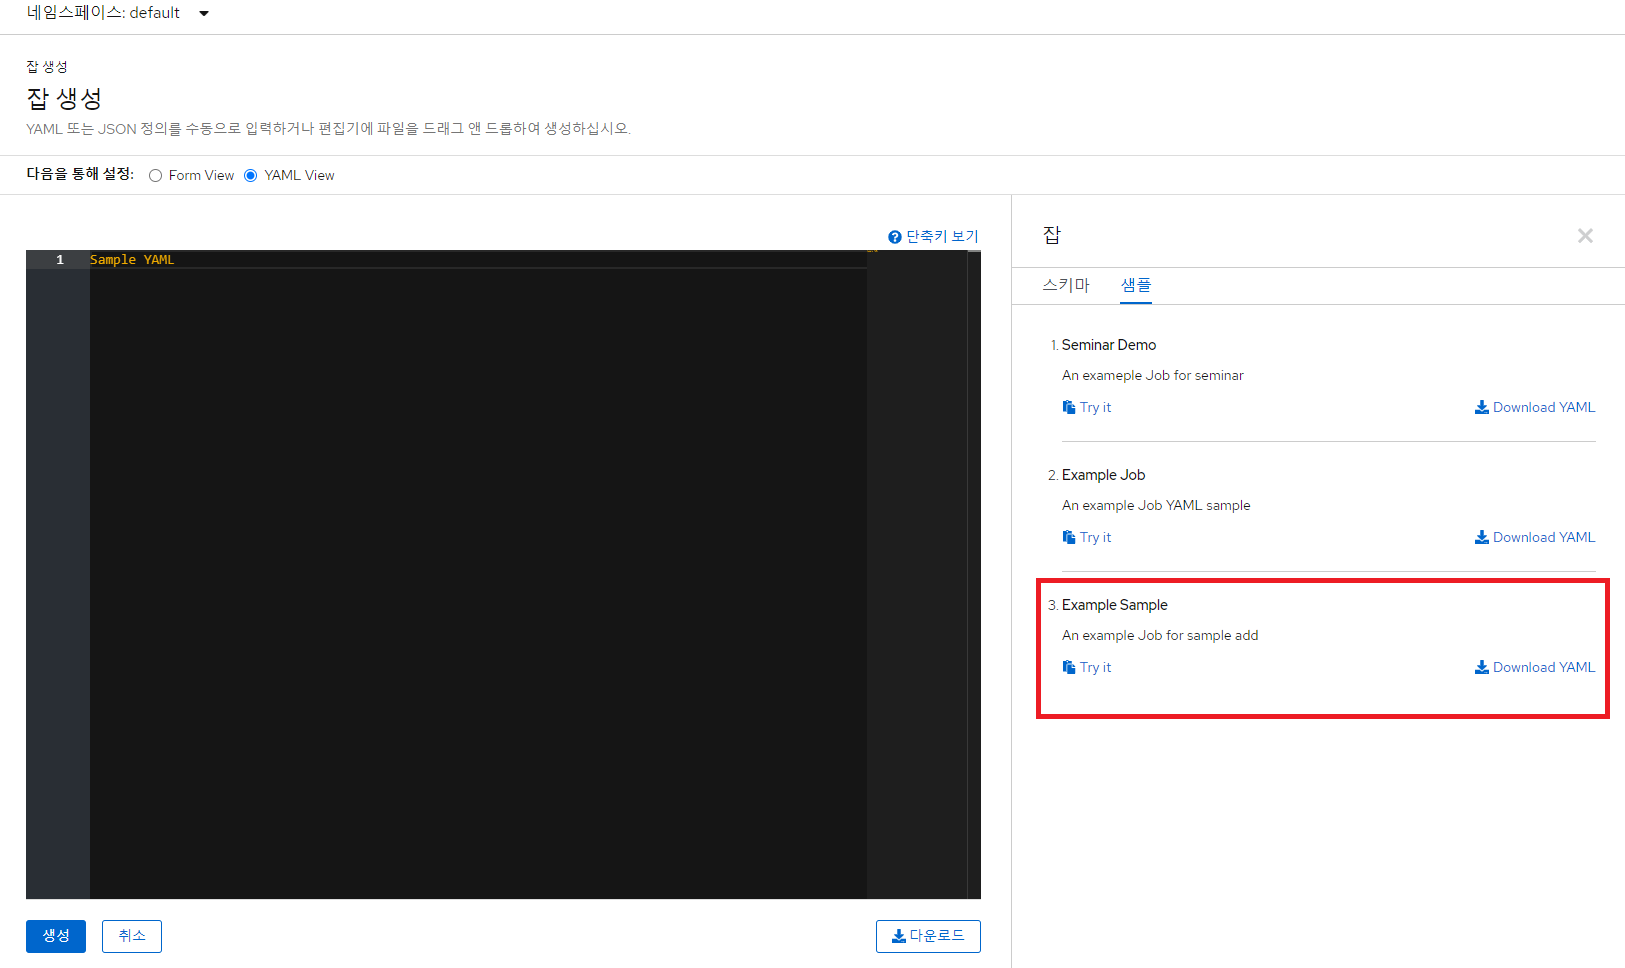 네임스페이스: default
잡 생성
잡 생성
YAML 또는 JSON 정의를 수동으로 입력하거나 편집기에 파일을 드래그 앤 드롭하여 생성하십시오.
다음을 통해 설정: Form View YAML View
단축키 보기
1 Sample YAML
생성 취소 다운로드
잡
스키마 샘플
1. Seminar Demo
An exameple Job for seminar
Try it Download YAML
2. Example Job
An example Job YAML sample
Try it Download YAML
3. Example Sample
An example Job for sample add
Try it Download YAML